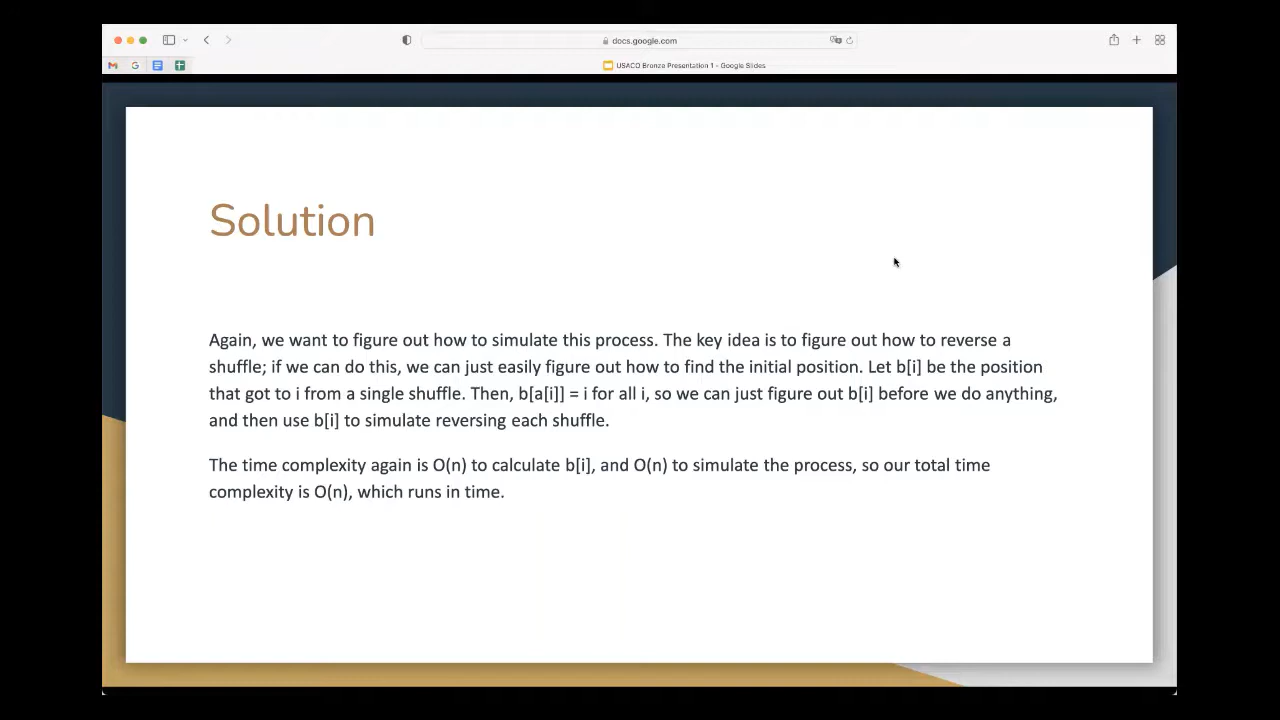 docs.google.com
USACO Bronze Presentation 1 - Google Slides
Solution
Again, we want to figure out how to simulate this process. The key idea is to figure out how to reverse a
shuffle; if we can do this, we can just easily figure out how to find the initial position. Let b[i] be the position
that got to i from a single shuffle. Then, b[a[i]] = i for all i, so we can just figure out b[i] before we do anything,
and then use b[i] to simulate reversing each shuffle.
The time complexity again is O(n) to calculate b[i], and O(n) to simulate the process, so our total time
complexity is O(n), which runs in time.